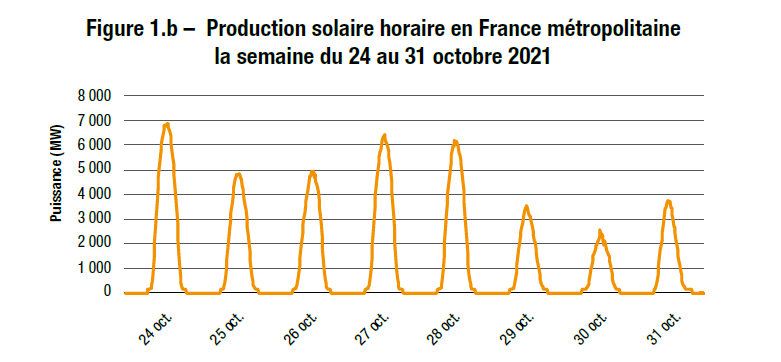 Figure 1.b – Production solaire horaire en France métropolitaine
la semaine du 24 au 31 octobre 2021
Puissance (MW)
8 000
7 000
6 000
5 000
4 000
3 000
2 000
1 000
0
24 oct.
25 oct.
26 oct.
27 oct.
28 oct.
29 oct.
30 oct.
31 oct.